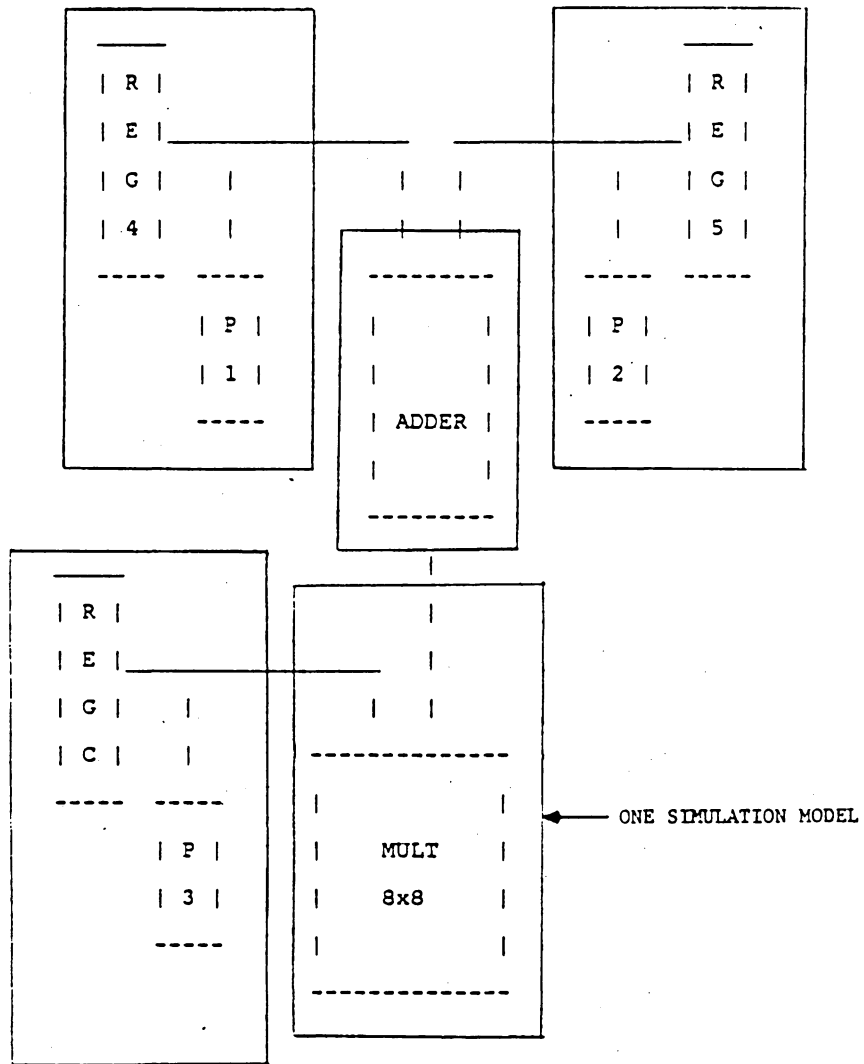 R R
E E
G G
4 5
P P
1 2
ADDER
R
E
G
C
ONE SIMULATION MODEL
P MULT
3 8x8